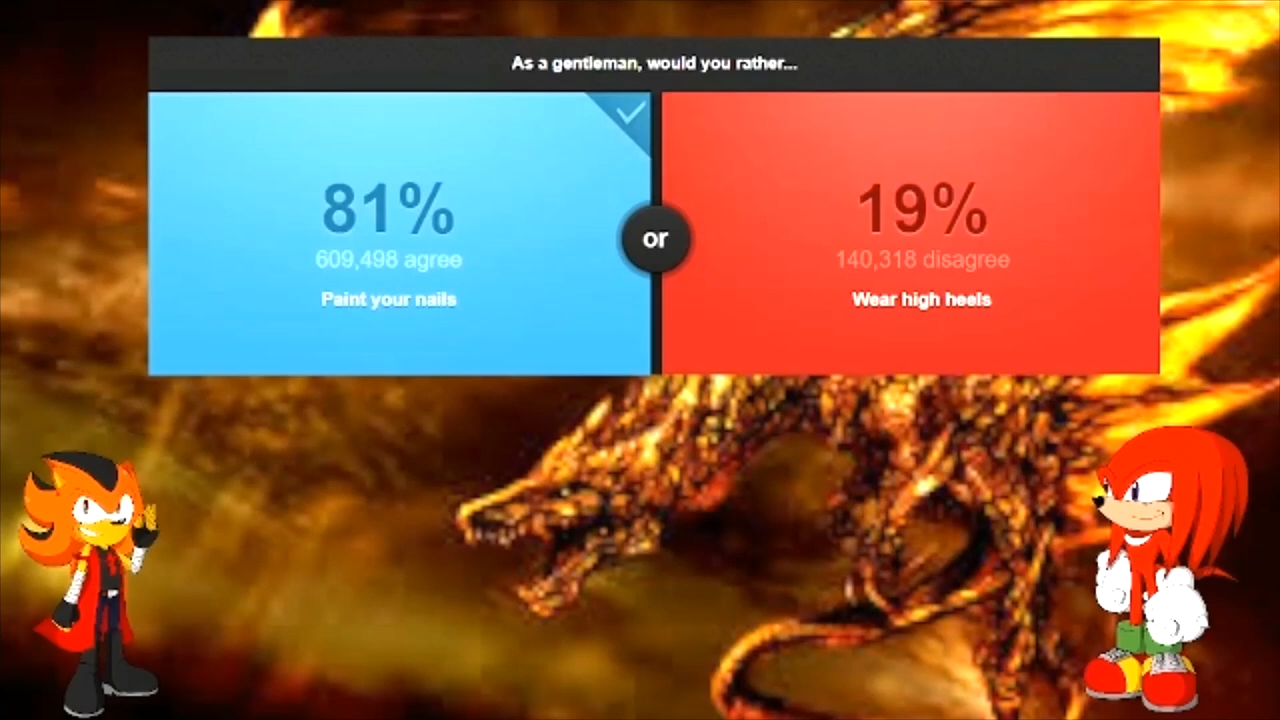 As a gentleman, would you rather...
81%
609,498 agree
Paint your nails
or
19%
140,318 disagree
Wear high heels